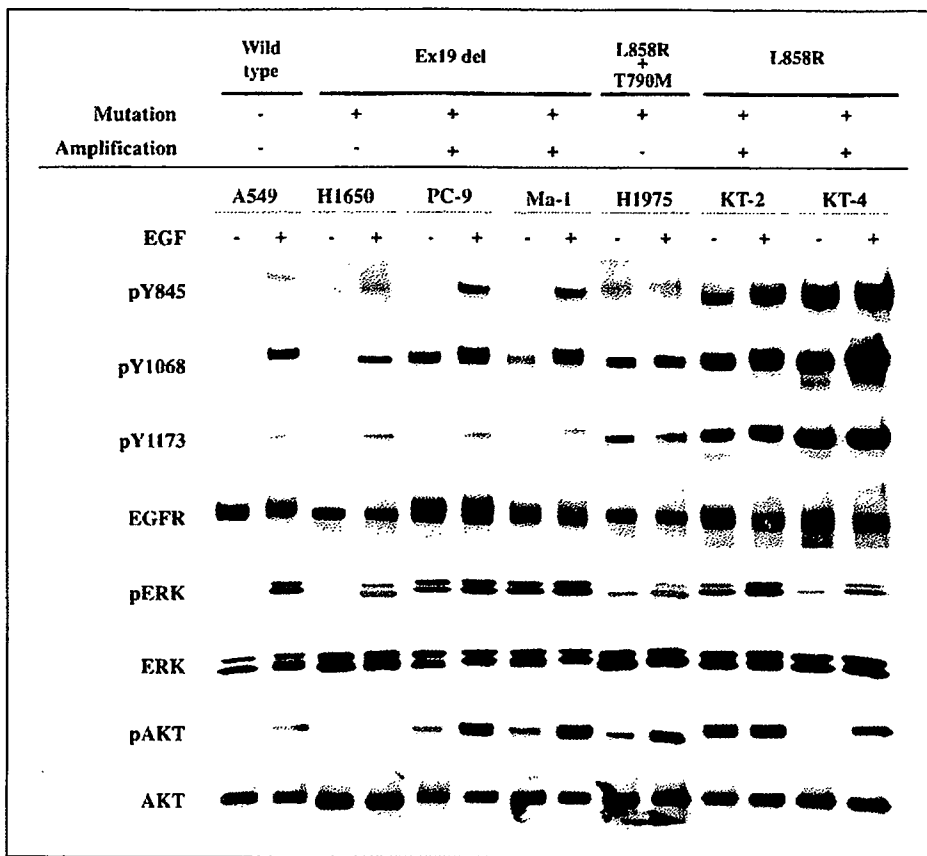 Wild type Ex19 del L858R + T790M L858R
Mutation - + + + + + +
Amplification - - + + - + +
A549 H1650 PC-9 Ma-1 H1975 KT-2 KT-4
EGF - + - + - + - + - + - + - +
pY845
pY1068
pY1173
EGFR
pERK
ERK
pAKT
AKT